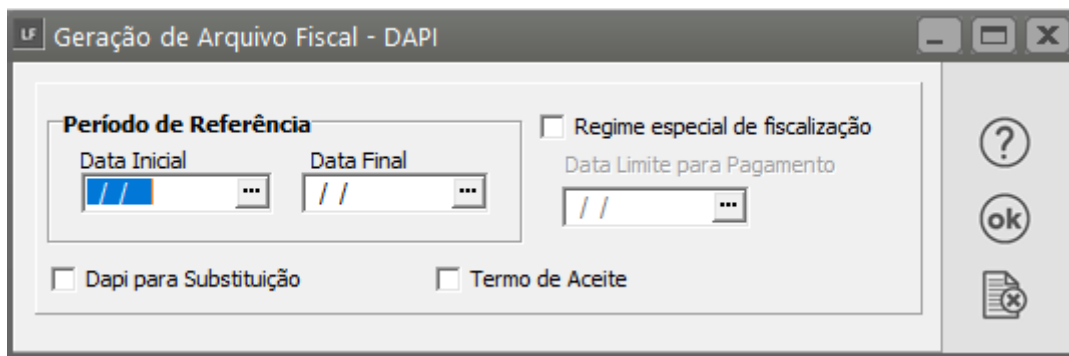 LF Geração de Arquivo Fiscal - DAPI
Período de Referência
Data Inicial Data Final
/ / ... / / ...
Regime especial de fiscalização
Data Limite para Pagamento
/ / ...
Dapi para Substituição Termo de Aceite
?
ok